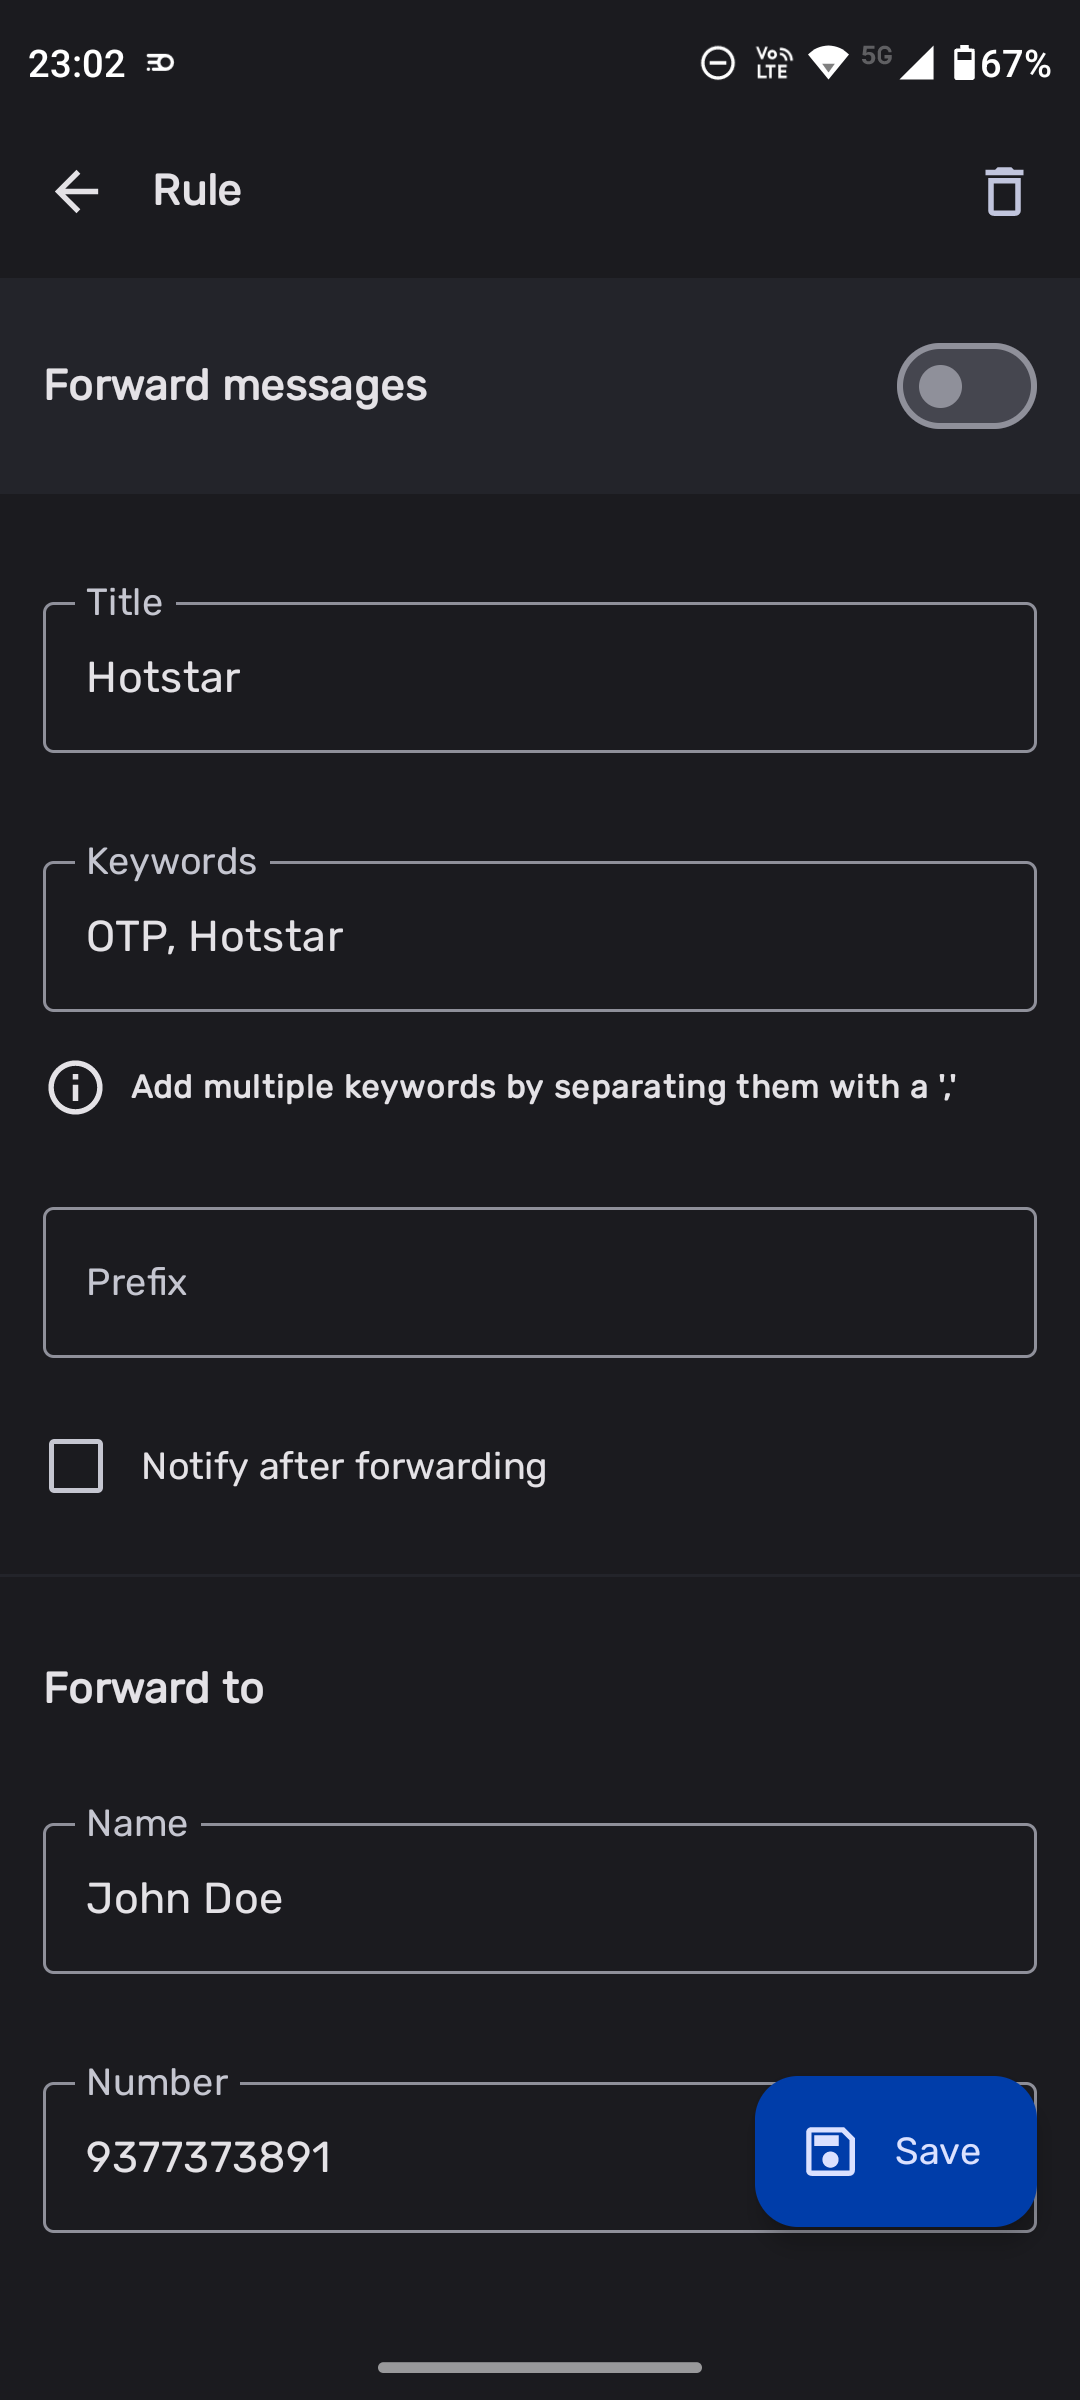 23:02
Vo LTE 5G 67%
Rule
Forward messages
Title
Hotstar
Keywords
OTP, Hotstar
Add multiple keywords by separating them with a ','
Prefix
Notify after forwarding
Forward to
Name
John Doe
Number
9377373891
Save